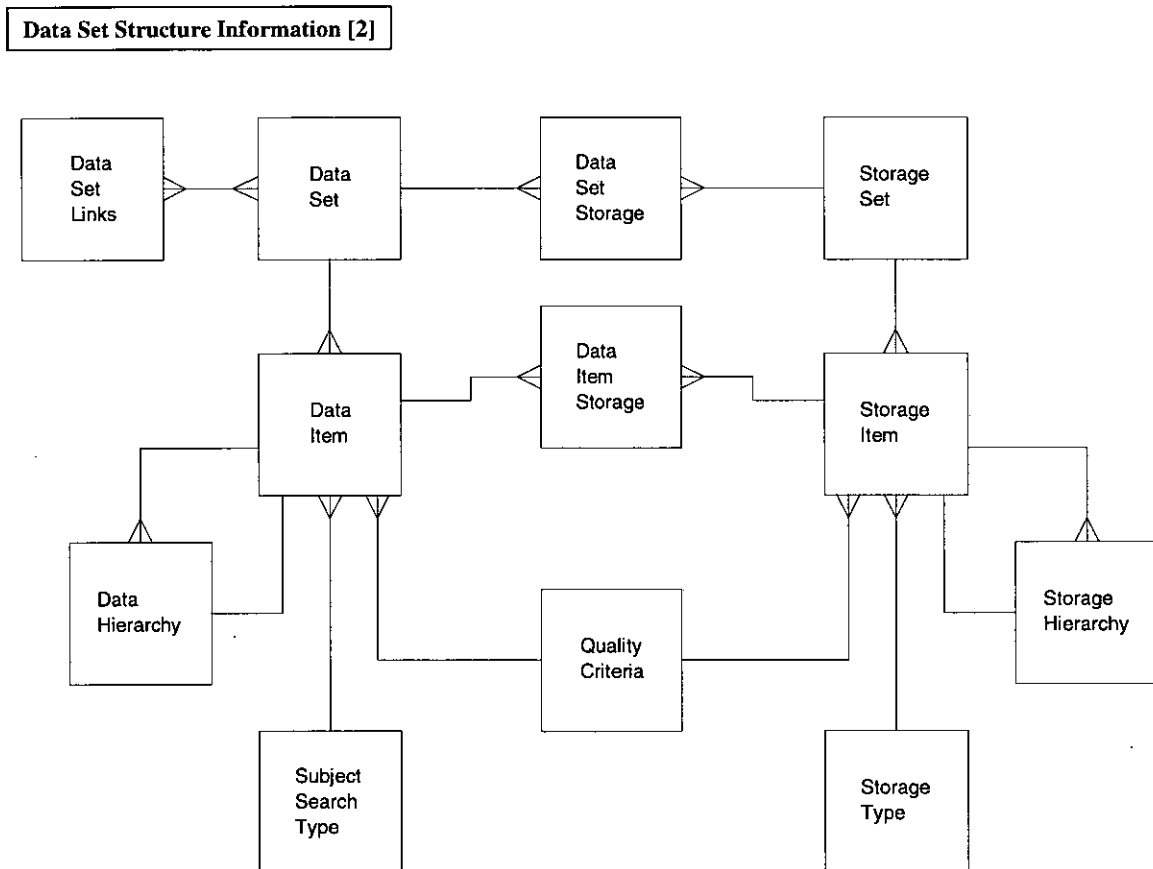 Data Set Structure Information [2]
Data
Set
Links
Data
Set
Data
Set
Storage
Storage
Set
Data
Item
Data
Item
Storage
Storage
Item
Data
Hierarchy
Quality
Criteria
Storage
Hierarchy
Subject
Search
Type
Storage
Type